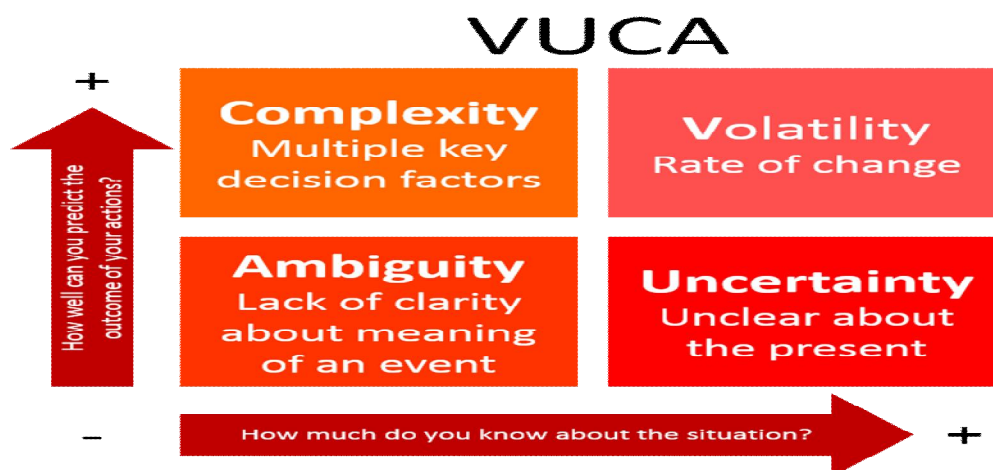 VUCA
+
Complexity
Multiple key
decision factors
Volatility
Rate of change
How well can you predict the
outcome of your actions?
Ambiguity
Lack of clarity
about meaning
of an event
Uncertainty
Unclear about
the present
-
How much do you know about the situation?
+